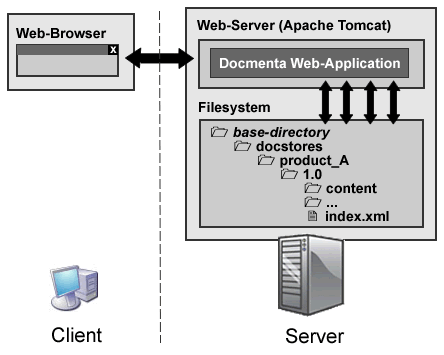 Web-Browser
X
Web-Server (Apache Tomcat)
Docmenta Web-Application
Filesystem
base-directory
docstores
product_A
1.0
content
...
index.xml
Client
Server